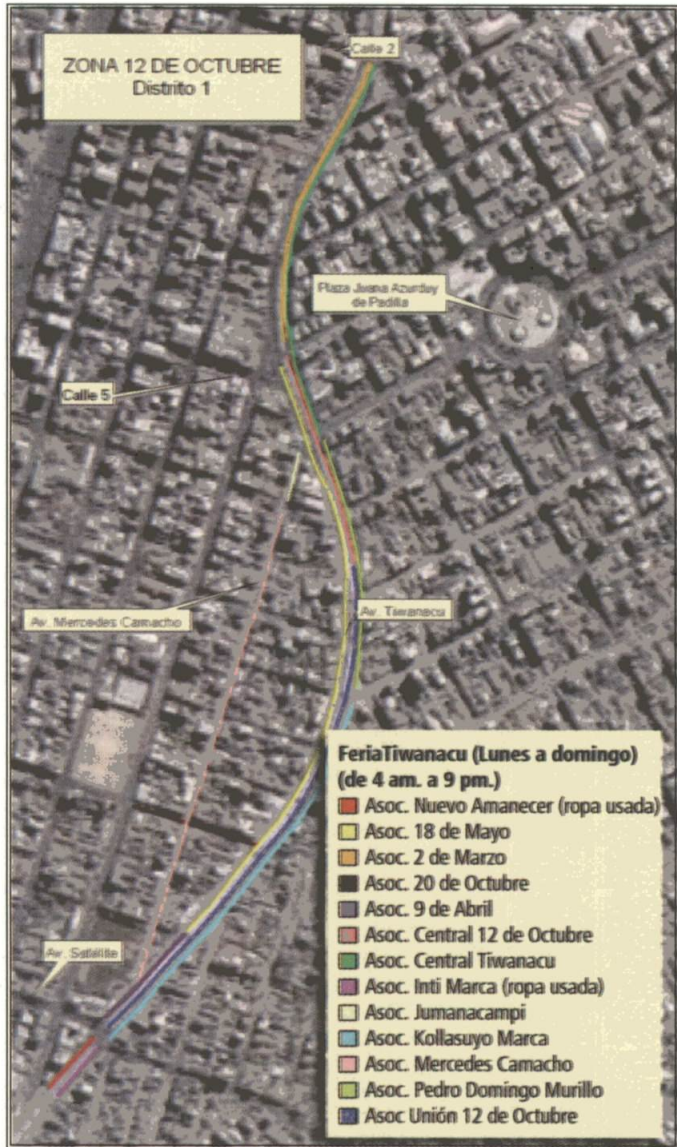 ZONA 12 DE OCTUBRE
Distrito 1
Calle 2
Plaza Juana Azurduy
de Padilla
Calle 5
Av. Mercedes Camacho
Av. Tiwanacu
Av. Satélite
FeriaTiwanacu (Lunes a domingo)
(de 4 am. a 9 pm.)
Asoc. Nuevo Amanecer (ropa usada)
Asoc. 18 de Mayo
Asoc. 2 de Marzo
Asoc. 20 de Octubre
Asoc. 9 de Abril
Asoc. Central 12 de Octubre
Asoc. Central Tiwanacu
Asoc. Inti Marca (ropa usada)
Asoc. Jumanacampi
Asoc. Kollasuyo Marca
Asoc. Mercedes Camacho
Asoc. Pedro Domingo Murillo
Asoc Unión 12 de Octubre